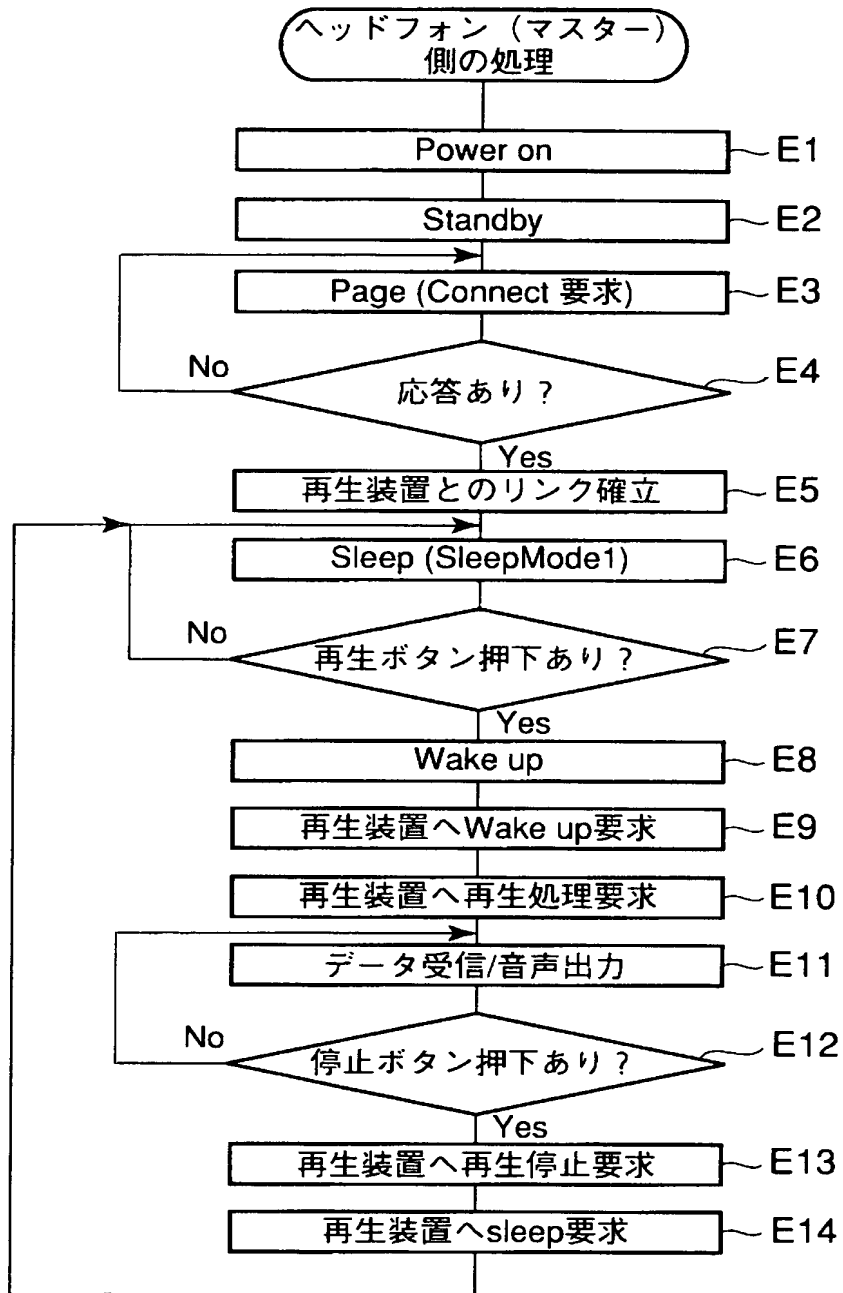 ヘッドフォン（マスター）
側の処理
Power on E1
Standby E2
Page (Connect 要求) E3
No 応答あり？ E4
Yes
再生装置とのリンク確立 E5
Sleep (SleepMode1) E6
No 再生ボタン押下あり？ E7
Yes
Wake up E8
再生装置へWake up要求 E9
再生装置へ再生処理要求 E10
データ受信/音声出力 E11
No 停止ボタン押下あり？ E12
Yes
再生装置へ再生停止要求 E13
再生装置へsleep要求 E14